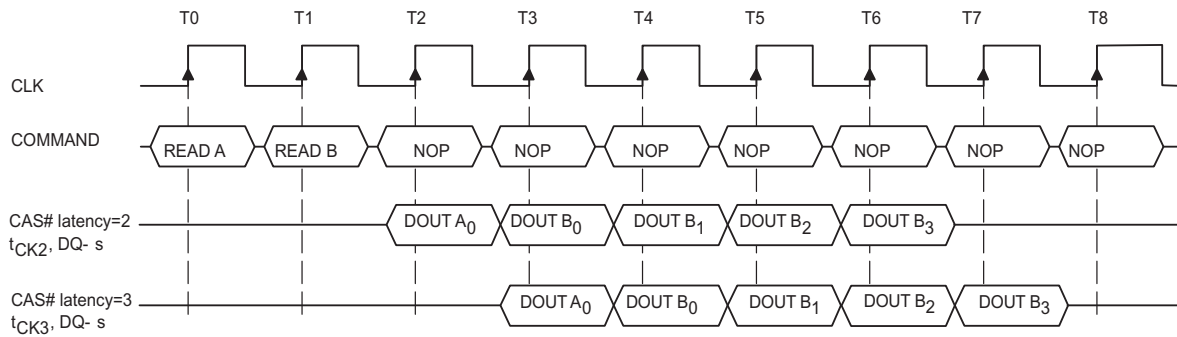 T0 T1 T2 T3 T4 T5 T6 T7 T8
CLK
COMMAND READ A READ B NOP NOP NOP NOP NOP NOP NOP
CAS# latency=2 DOUT A0 DOUT B0 DOUT B1 DOUT B2 DOUT B3
tCK2, DQ- s
CAS# latency=3 DOUT A0 DOUT B0 DOUT B1 DOUT B2 DOUT B3
tCK3, DQ- s